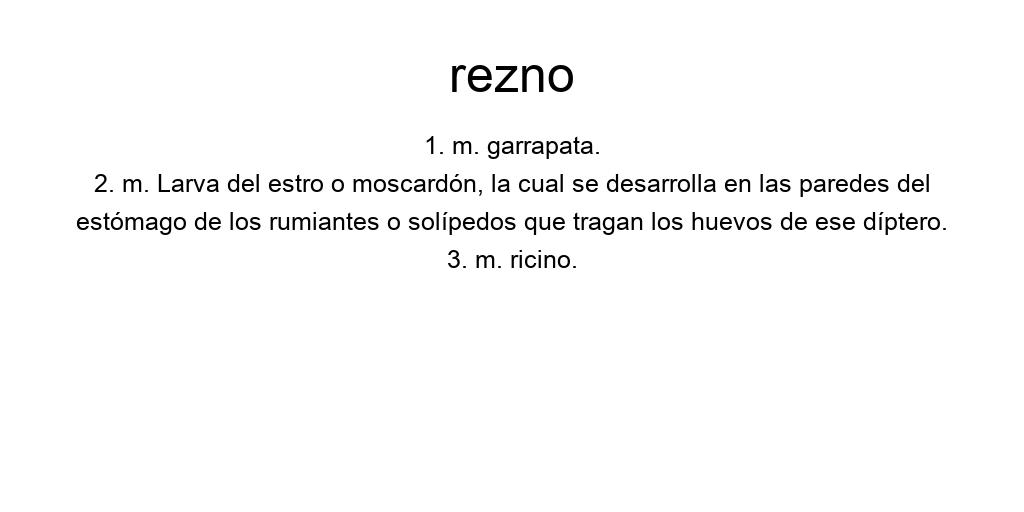 rezno
1. m. garrapata.
2. m. Larva del estro o moscardón, la cual se desarrolla en las paredes del
estómago de los rumiantes o solípedos que tragan los huevos de ese díptero.
3. m. ricino.